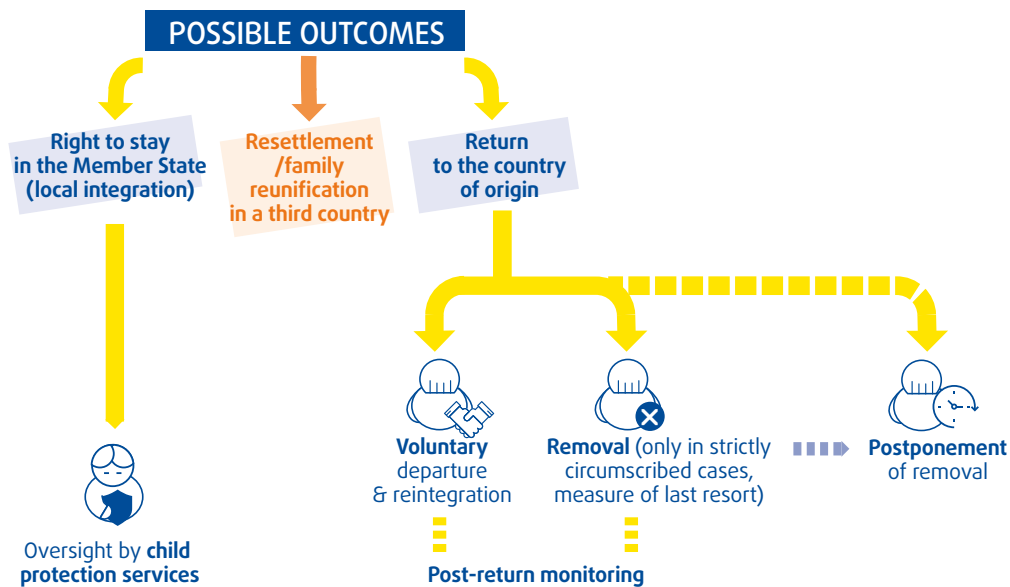 POSSIBLE OUTCOMES
Right to stay
in the Member State
(local integration)
Resettlement
/family
reunification
in a third country
Return
to the country
of origin
Voluntary
departure
& reintegration
Removal (only in strictly
circumscribed cases,
measure of last resort)
Postponement
of removal
Oversight by child
protection services
Post-return monitoring